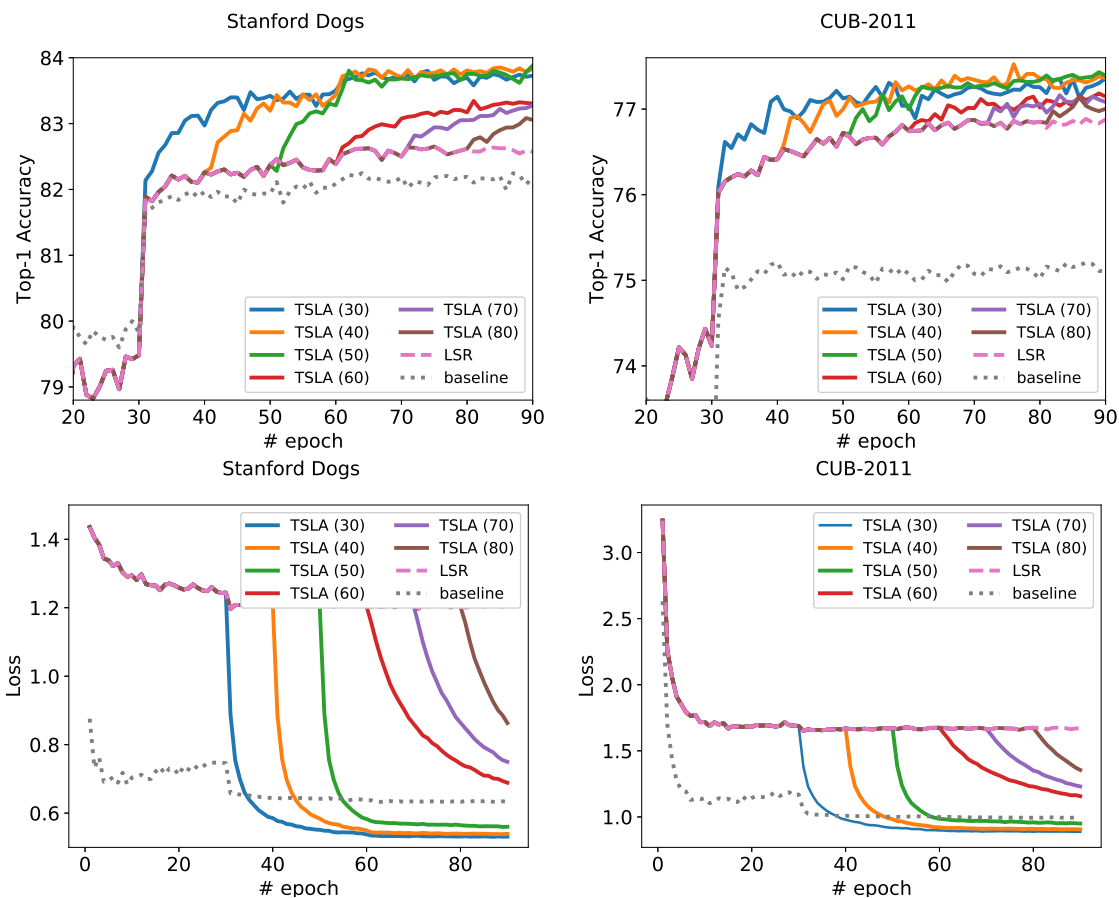 Stanford Dogs
84
83
82
81
80
79
Top-1 Accuracy
TSLA (30)
TSLA (40)
TSLA (50)
TSLA (60)
TSLA (70)
TSLA (80)
LSR
baseline
20 30 40 50 60 70 80 90
# epoch
CUB-2011
77
76
75
74
Top-1 Accuracy
TSLA (30)
TSLA (40)
TSLA (50)
TSLA (60)
TSLA (70)
TSLA (80)
LSR
baseline
20 30 40 50 60 70 80 90
# epoch
Stanford Dogs
1.4
1.2
1.0
0.8
0.6
Loss
TSLA (30)
TSLA (40)
TSLA (50)
TSLA (60)
TSLA (70)
TSLA (80)
LSR
baseline
0 20 40 60 80
# epoch
CUB-2011
3.0
2.5
2.0
1.5
1.0
Loss
TSLA (30)
TSLA (40)
TSLA (50)
TSLA (60)
TSLA (70)
TSLA (80)
LSR
baseline
0 20 40 60 80
# epoch